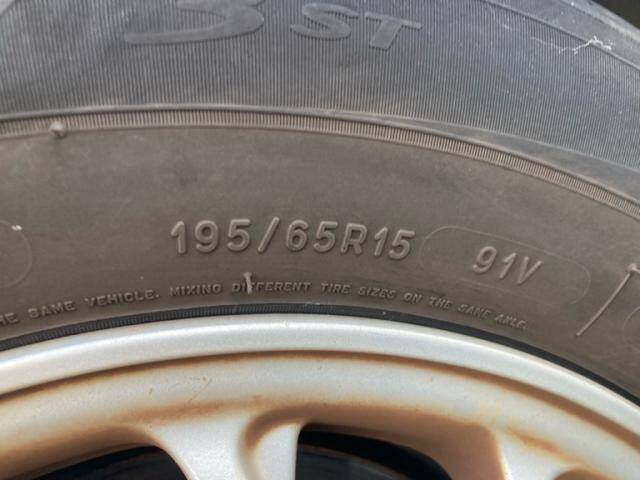 3 ST
195/65R15 91V
SAME VEHICLE. MIXING DIFFERENT TIRE SIZES ON THE SAME AXLE.